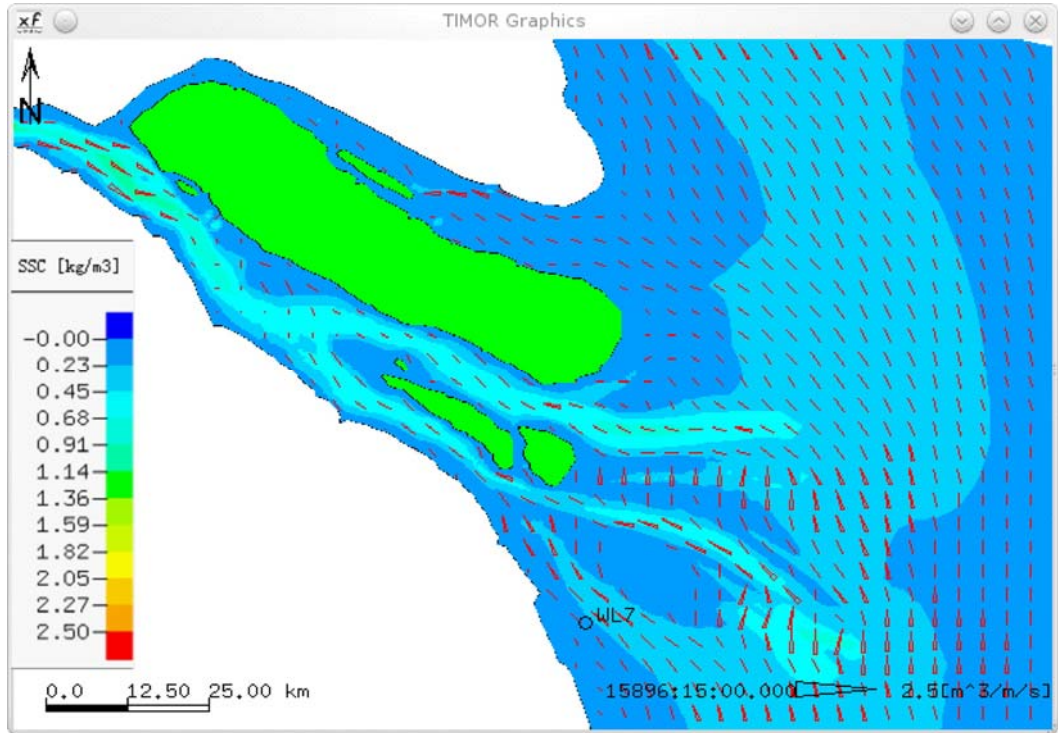 xf
TIMOR Graphics
N
SSC [kg/m3]
-0.00
0.23
0.45
0.68
0.91
1.14
1.36
1.59
1.82
2.05
2.27
2.50
WL7
0.0 12.50 25.00 km
15896:15:00.000 2.5[m^3/m/s]